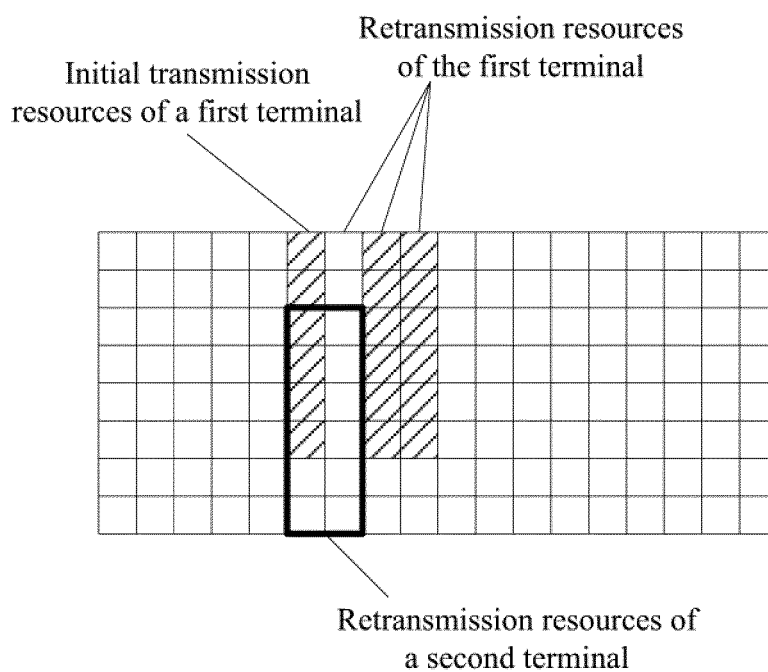 Retransmission resources
of the first terminal
Initial transmission
resources of a first terminal
Retransmission resources of
a second terminal